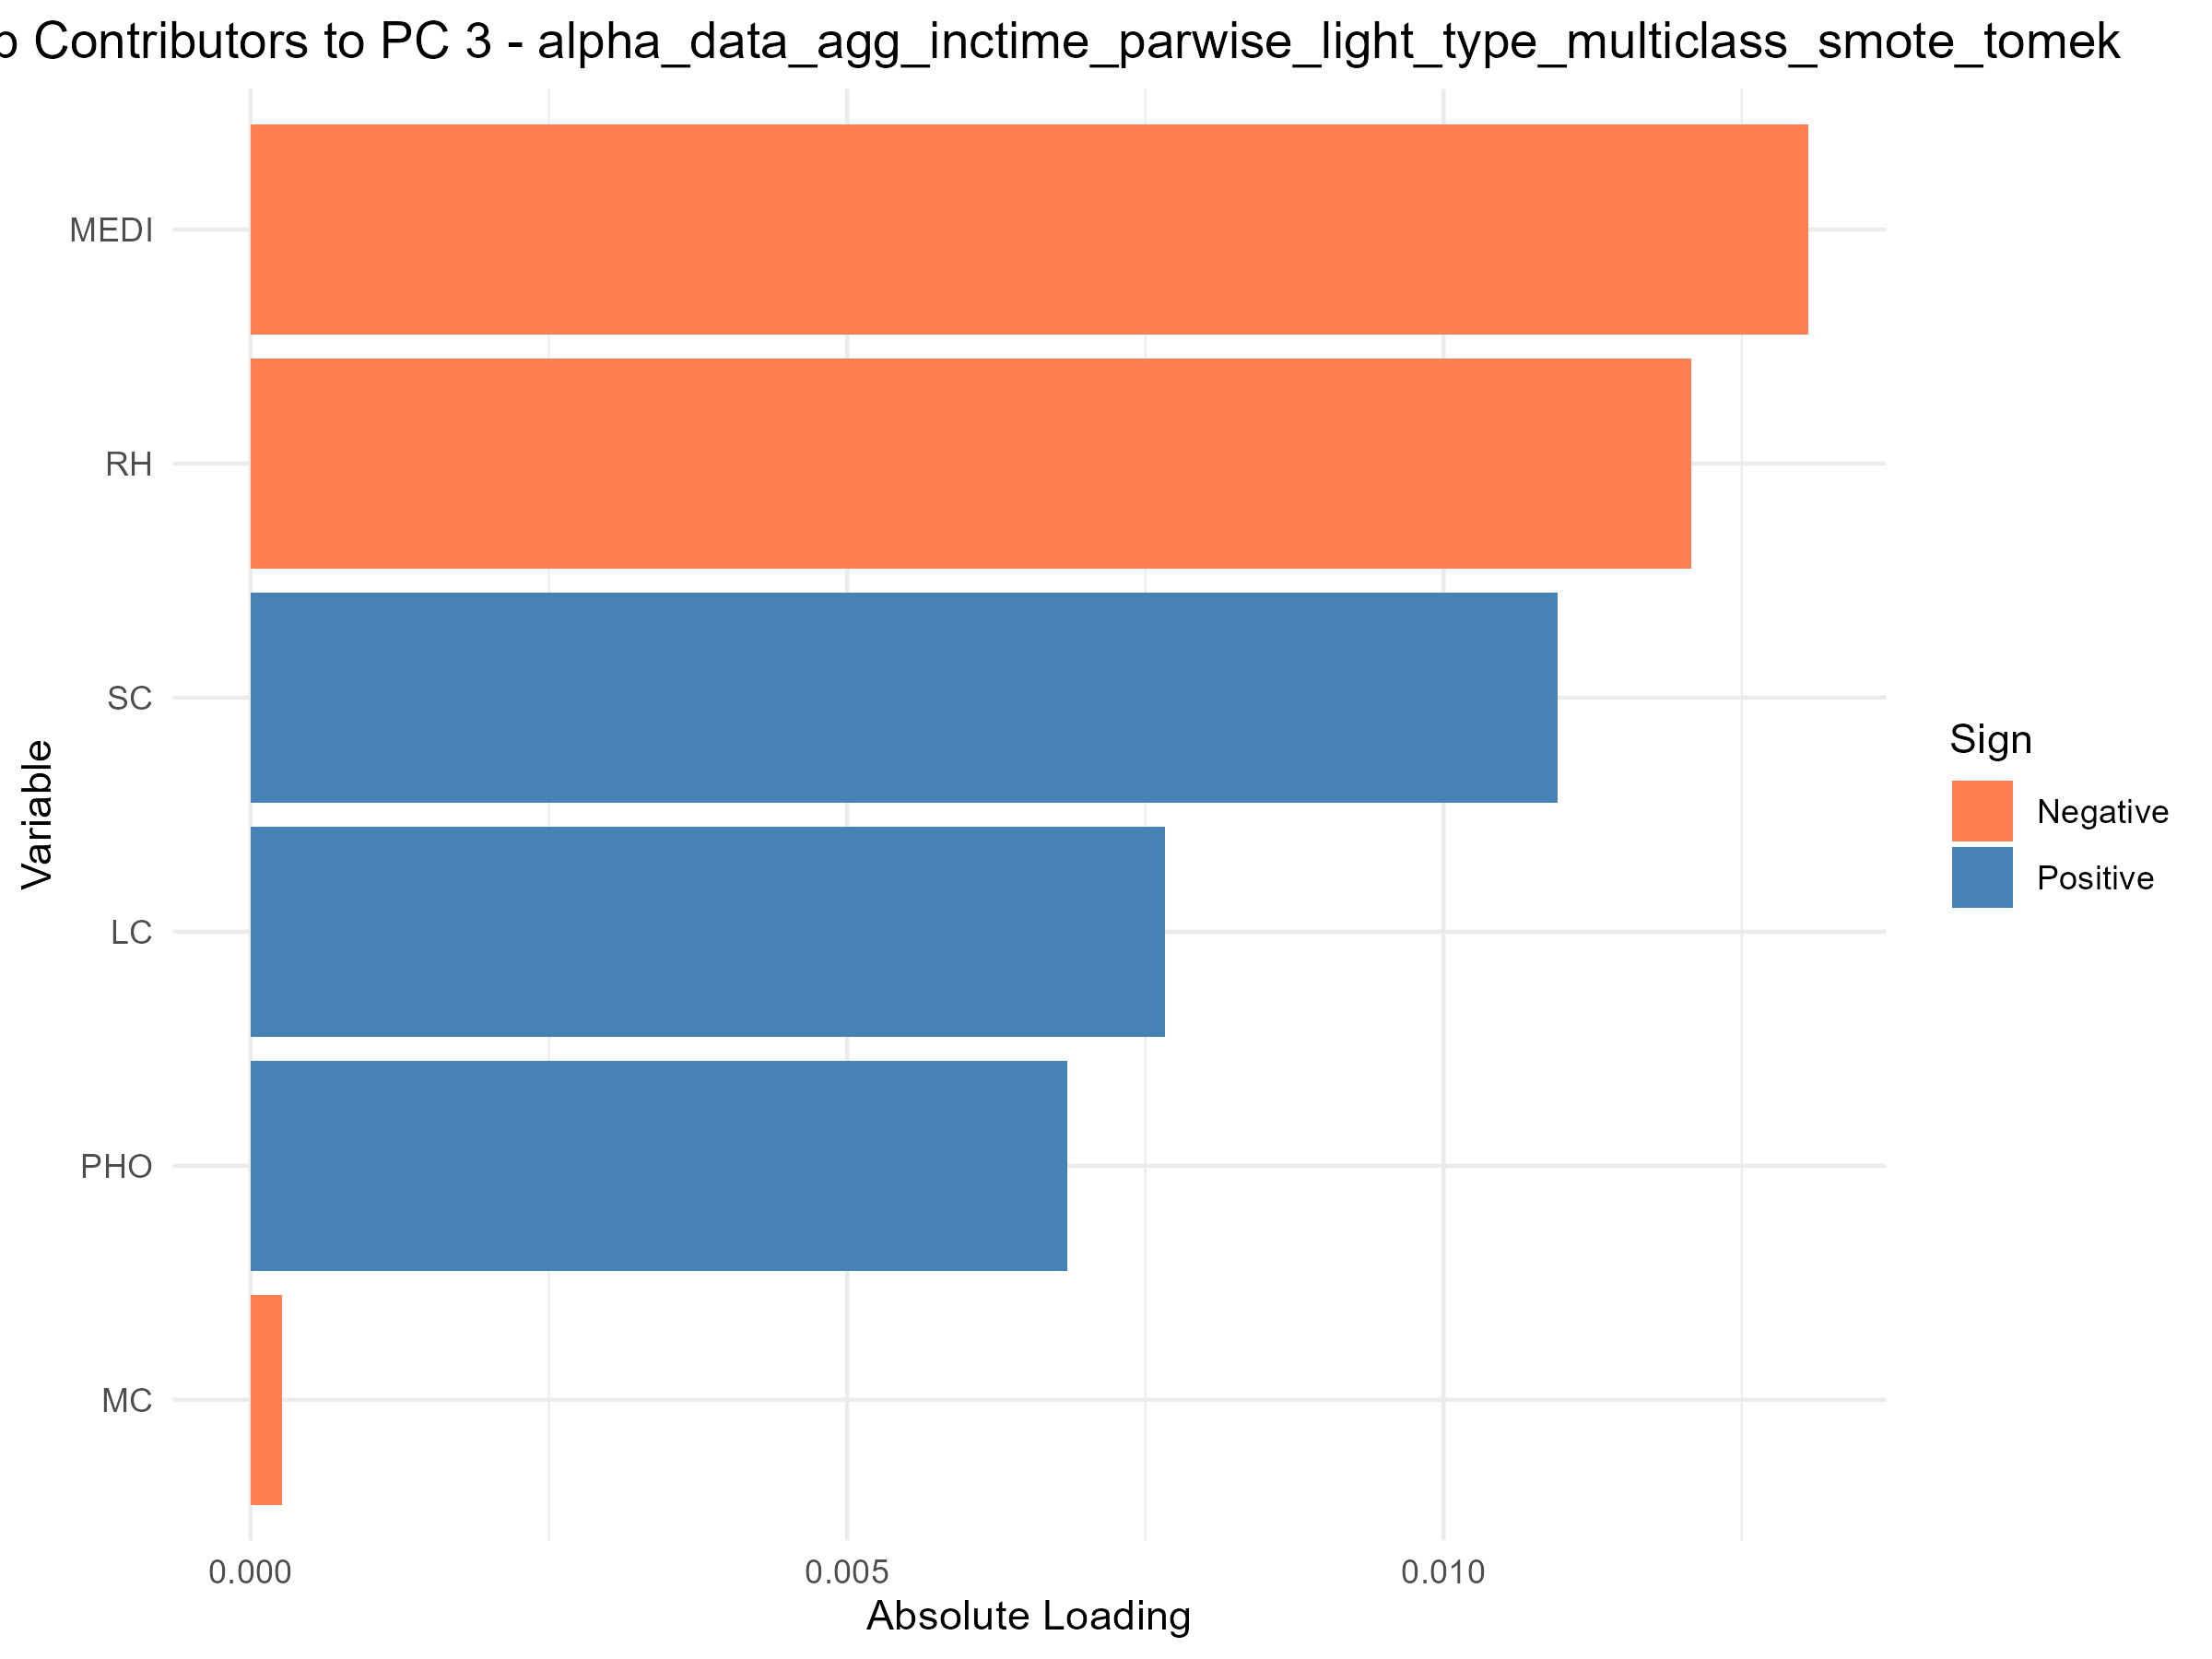 p Contributors to PC 3 - alpha_data_agg_inctime_parwise_light_type_multiclass_smote_tomek
MEDI
RH
SC
LC
PHO
MC
Variable
0.000 0.005 0.010
Absolute Loading
Sign
Negative
Positive